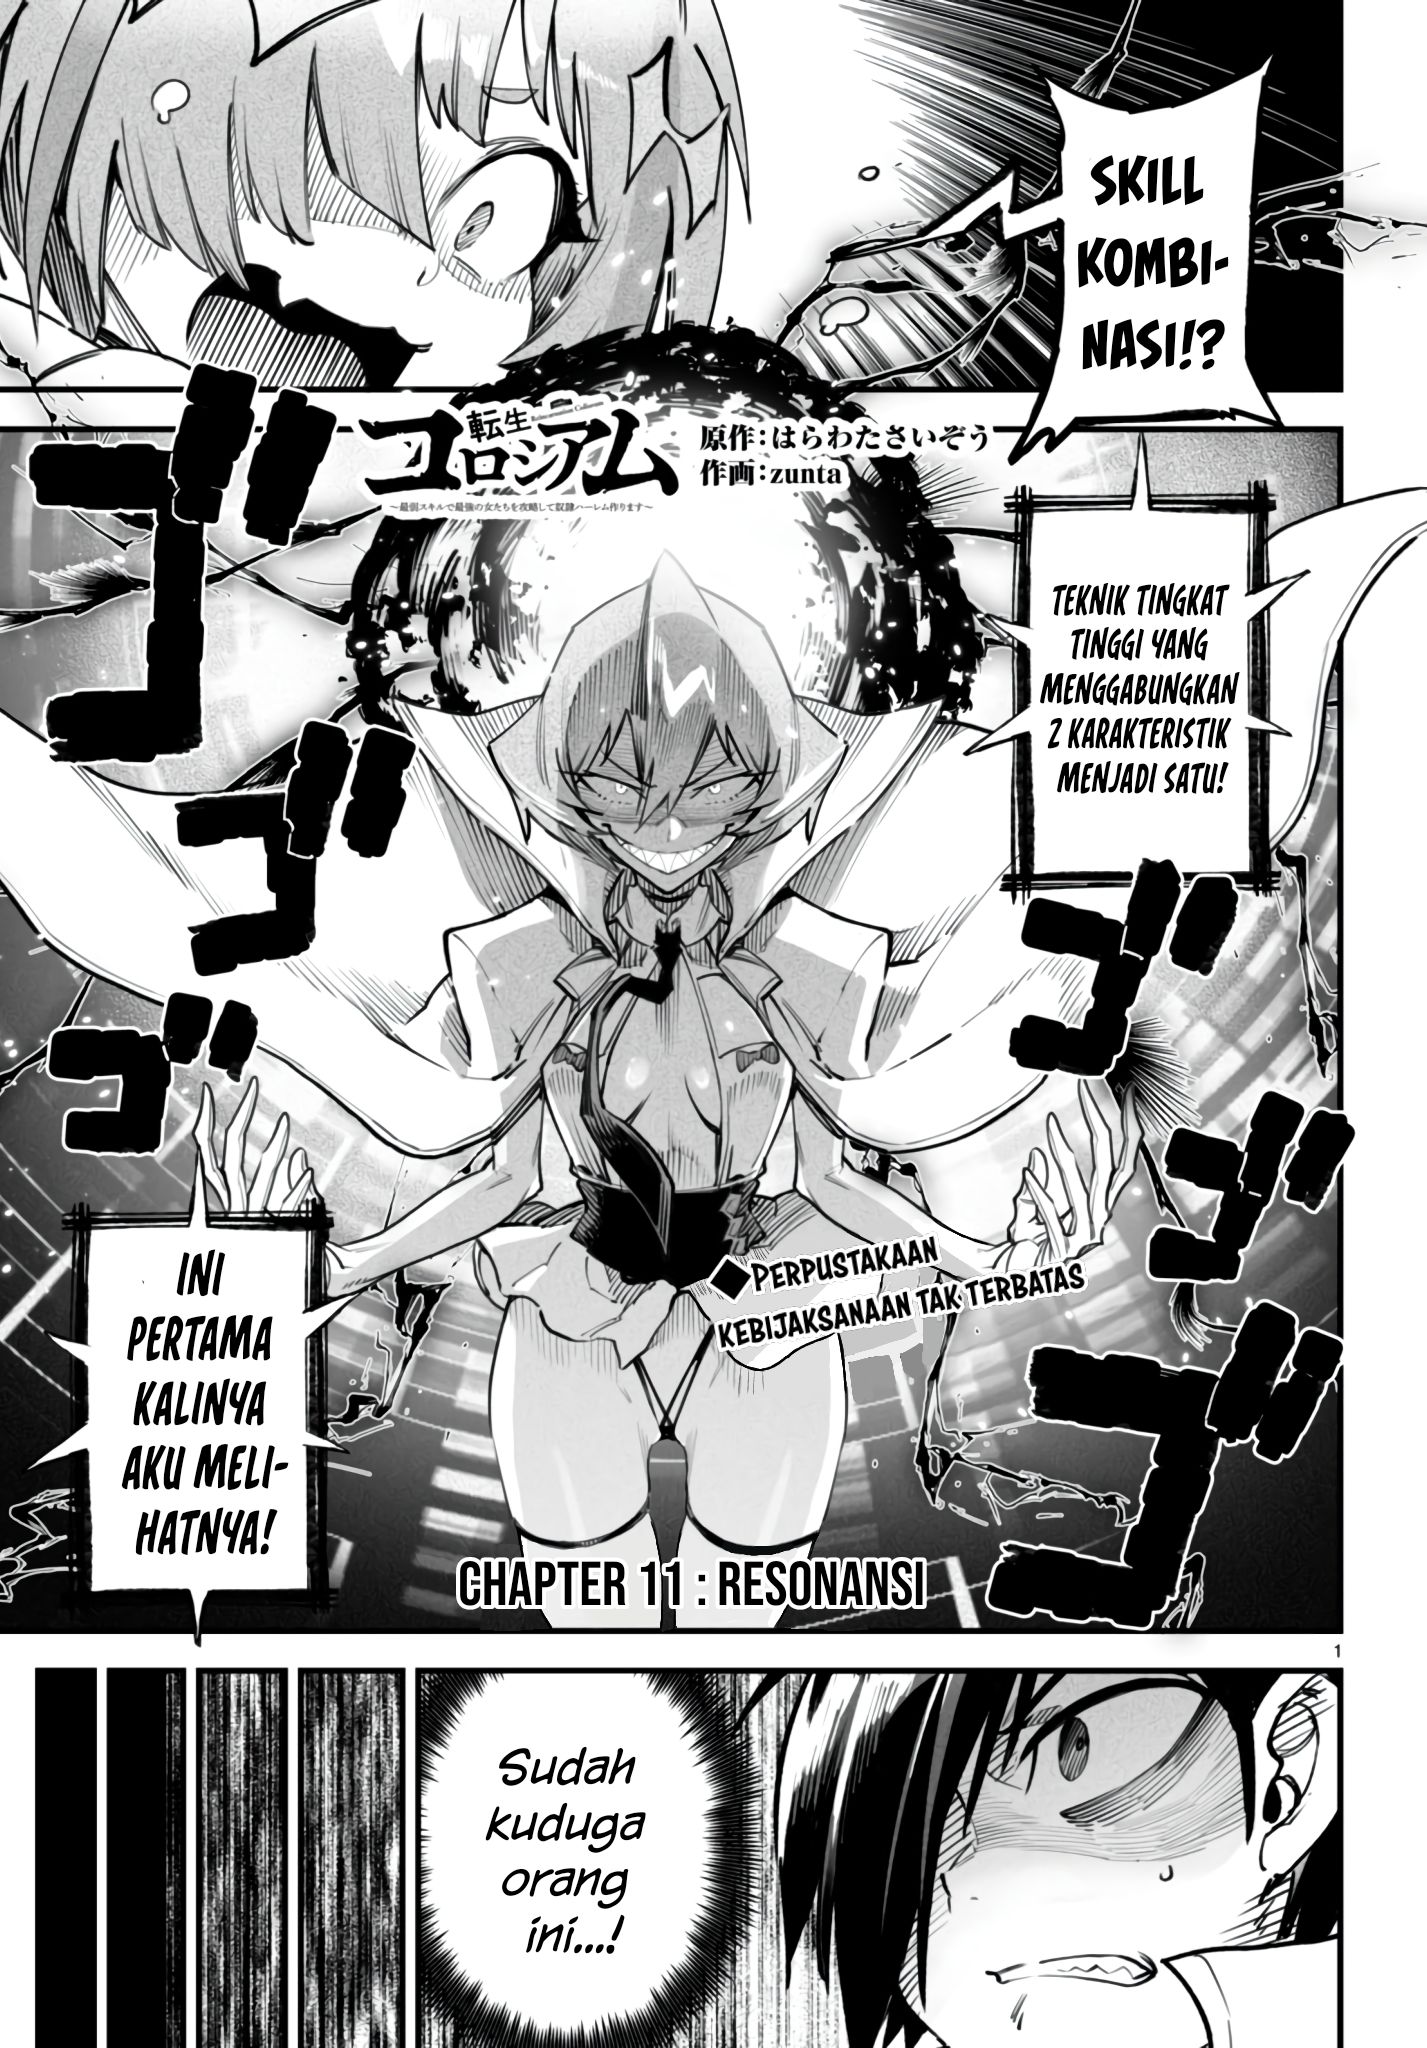 SKILL
KOMBI-
NASI!?
転生
コロシアム
Reincarnation Colosseum
～最弱スキルで最強の女たちを攻略して奴隷ハーレム作ります～
原作:はらわたさいぞう
作画:zunta
TEKNIK TINGKAT
TINGGI YANG
MENGGABUNGKAN
2 KARAKTERISTIK
MENJADI SATU!
ゴゴゴ
ゴゴゴ
◆PERPUSTAKAAN
KEBIJAKSANAAN TAK TERBATAS
INI
PERTAMA
KALINYA
AKU MELI-
HATNYA!
CHAPTER 11 : RESONANSI
1
Sudah
kuduga
orang
ini....!